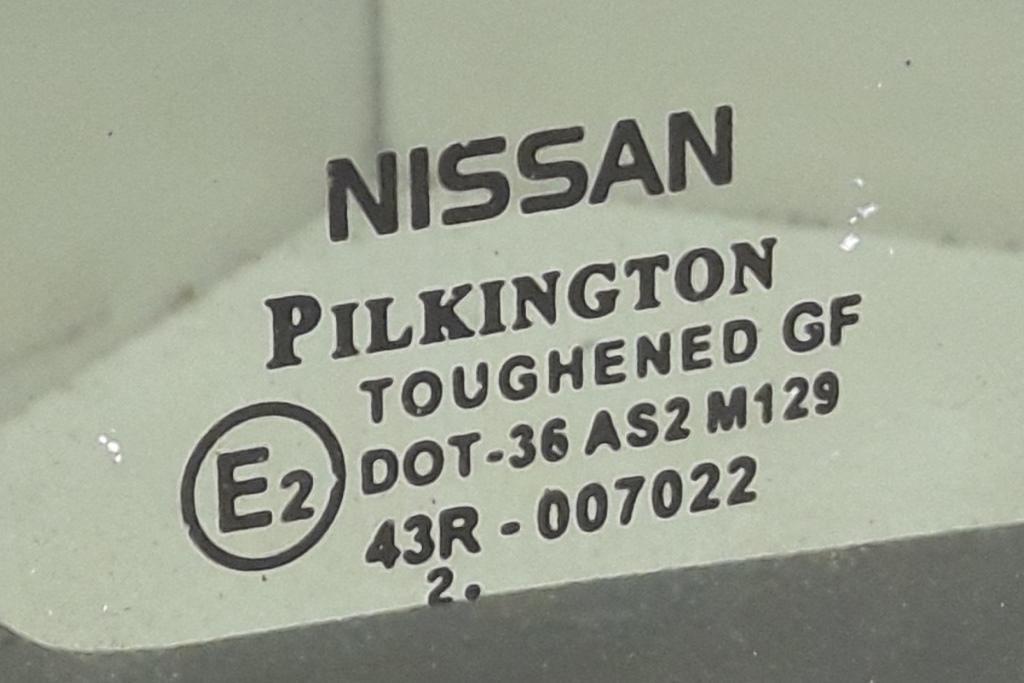 NISSAN
PILKINGTON
TOUGHENED GF
E2
DOT-36 AS2 M129
43R - 007022
2.